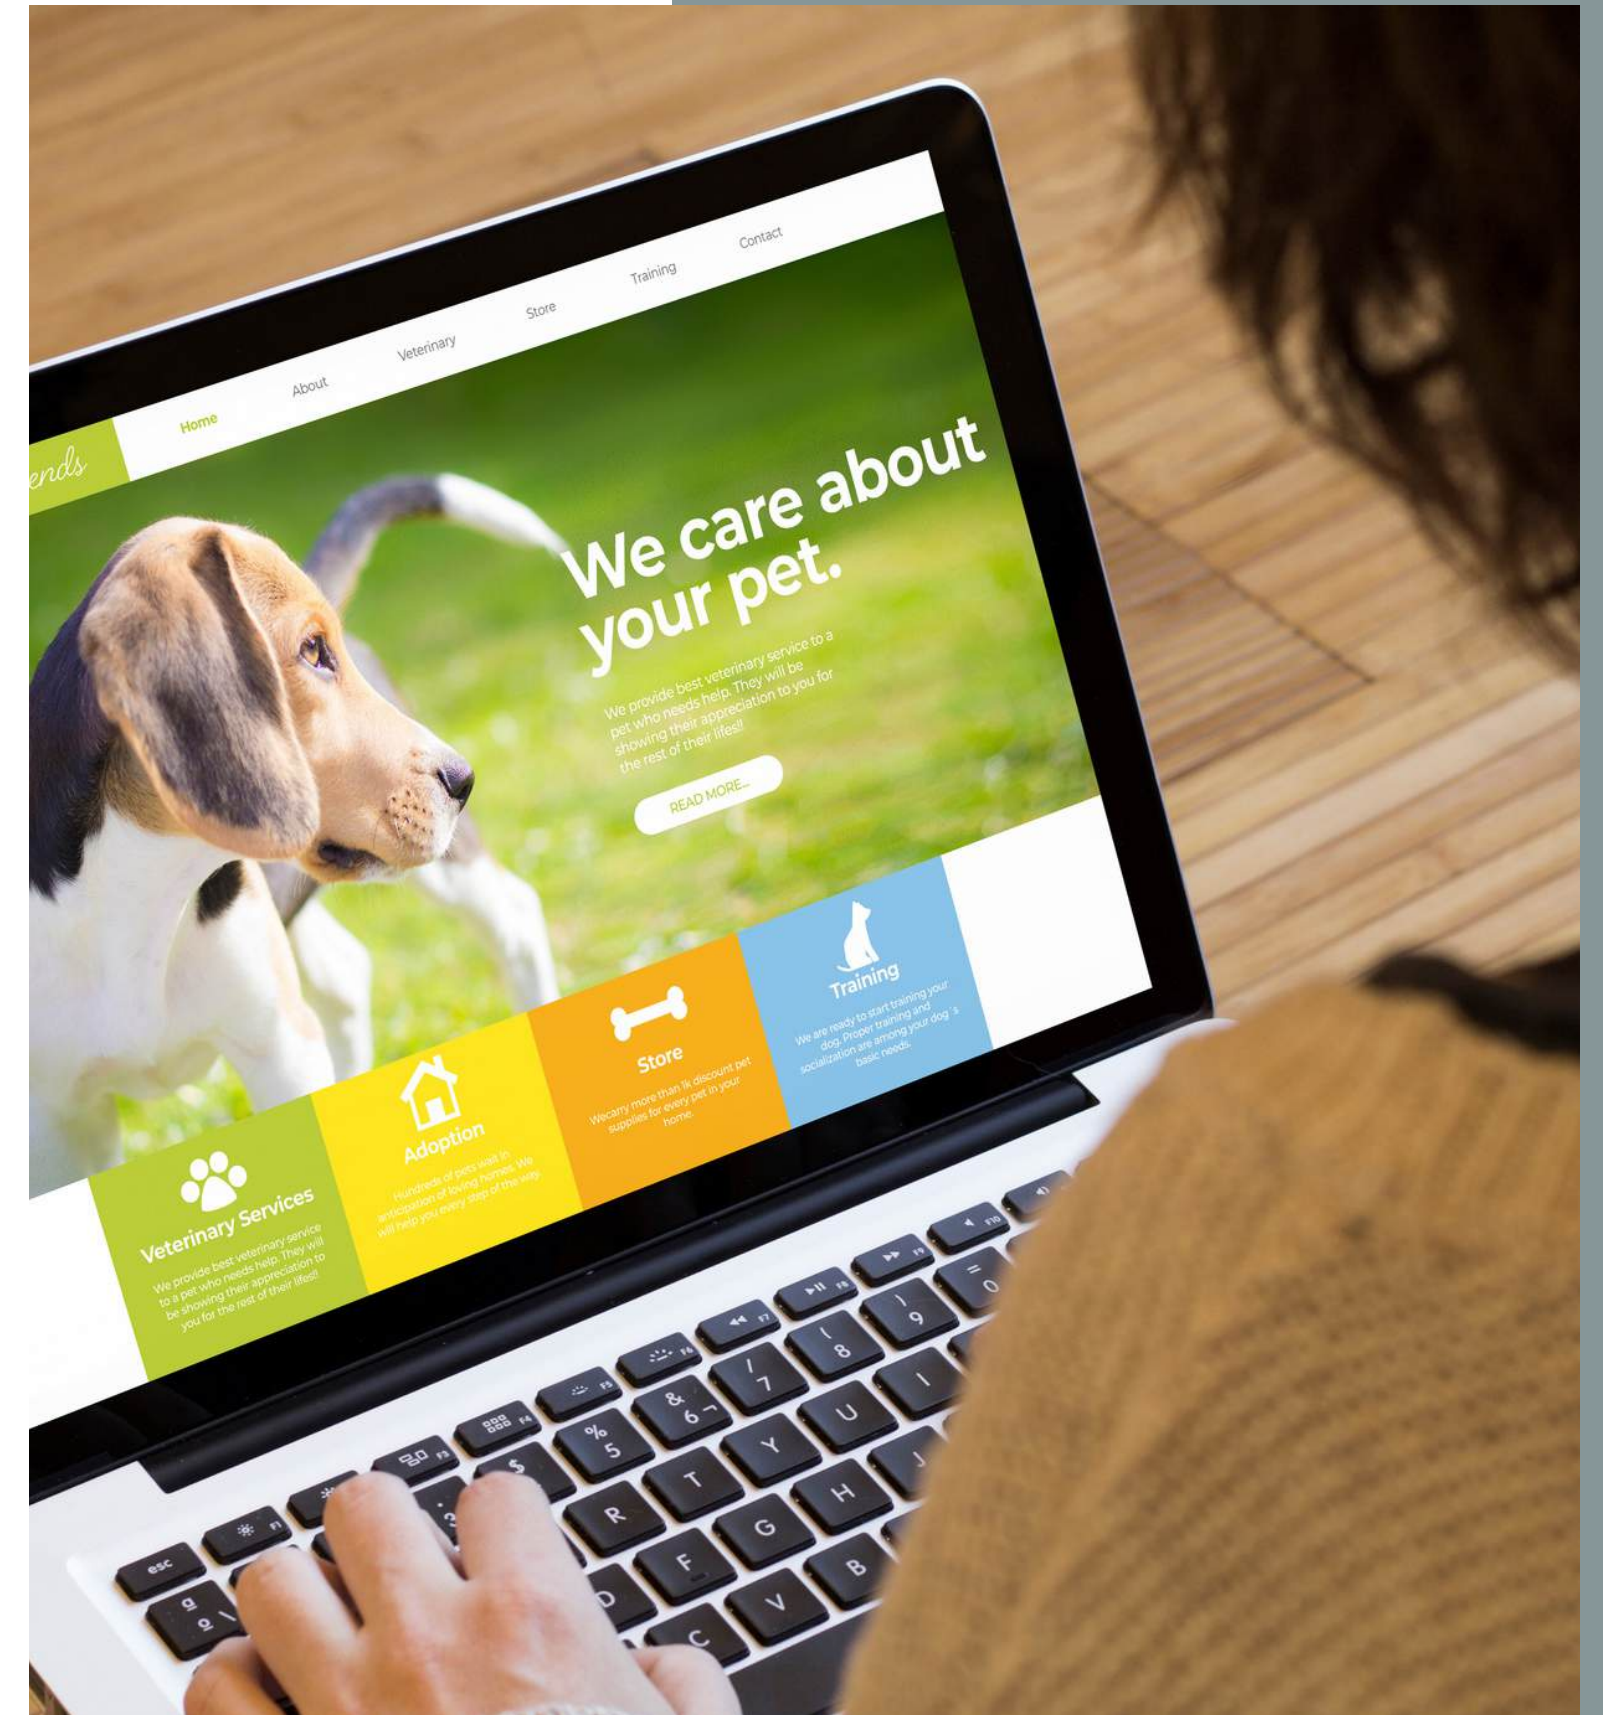 Home
About
Veterinary
Store
Training
Contact
ends
We care about
your pet.
We provide best veterinary service to a
pet who needs help. They will be
showing their appreciation to you for
the rest of their lifes!!
READ MORE...
Veterinary Services
We provide best veterinary service
to a pet who needs help. They will
be showing their appreciation to
you for the rest of their lifes!!
Adoption
Hundreds of pets wait in
anticipation of loving homes. We
will help you every step of the way.
Store
Wecarry more than 1k discount pet
supplies for every pet in your
home.
Training
We are ready to start training your
dog. Proper training and
socialization are among your dog´s
basic needs.
esc F1 F3 F4 F5 F6 F7 F8 F9 F10
ª º \ 3 $ % 5 & 6 ¬ / 7 ( 8 ) 9 = 0
R T Y U I
D F G H J
C V B